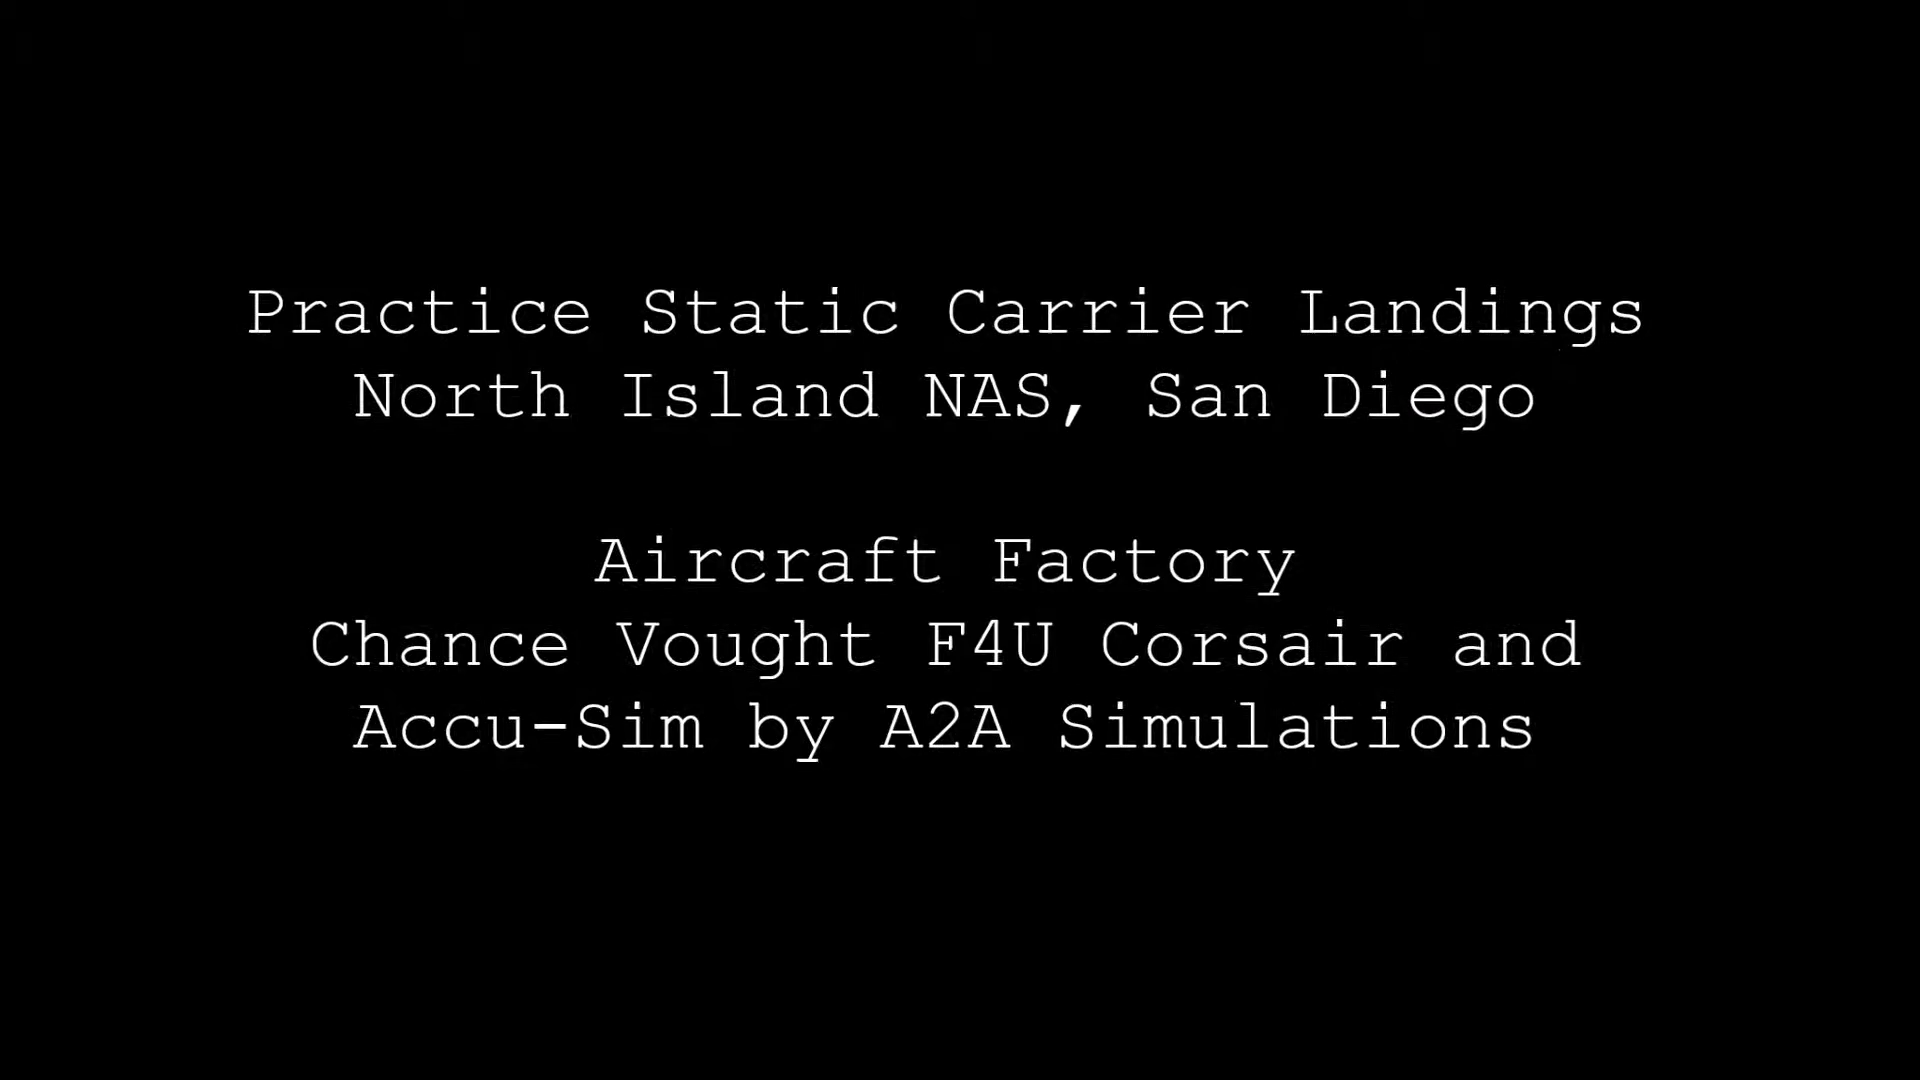 Practice Static Carrier Landings
North Island NAS, San Diego
Aircraft Factory
Chance Vought F4U Corsair and
Accu-Sim by A2A Simulations